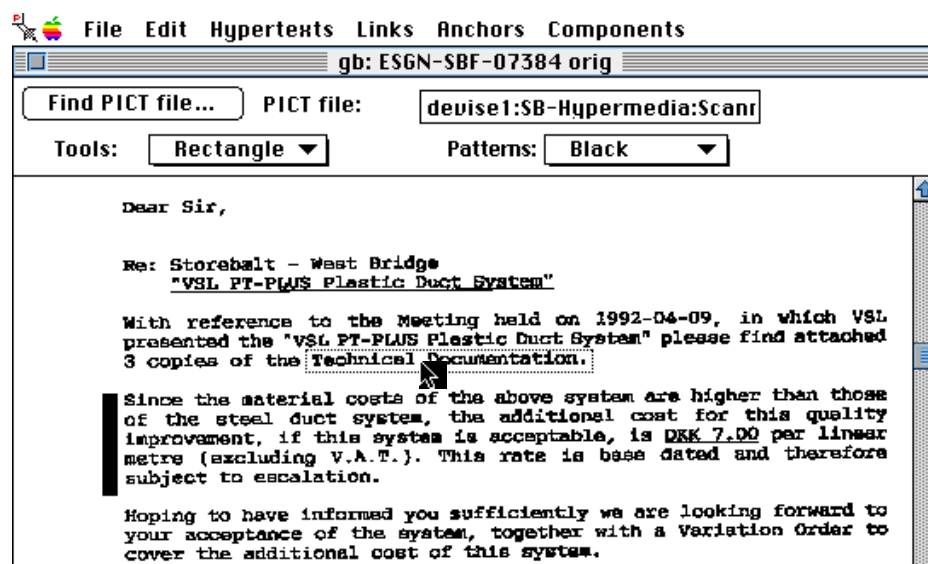 File Edit Hypertexts Links Anchors Components
gb: ESGN-SBF-07384 orig
Find PICT file... PICT file: devise1:SB-Hypermedia:Scanr
Tools: Rectangle Patterns: Black
Dear Sir,
Re: Storebælt - West Bridge
"VSL PT-PLUS Plastic Duct System"
With reference to the Meeting held on 1992-04-09, in which VSL
presented the "VSL PT-PLUS Plastic Duct System" please find attached
3 copies of the Technical Documentation.
Since the material costs of the above system are higher than those
of the steel duct system, the additional cost for this quality
improvement, if this system is acceptable, is DKK 7.00 per linear
metre (excluding V.A.T.). This rate is base dated and therefore
subject to escalation.
Hoping to have informed you sufficiently we are looking forward to
your acceptance of the system, together with a Variation Order to
cover the additional cost of this system.